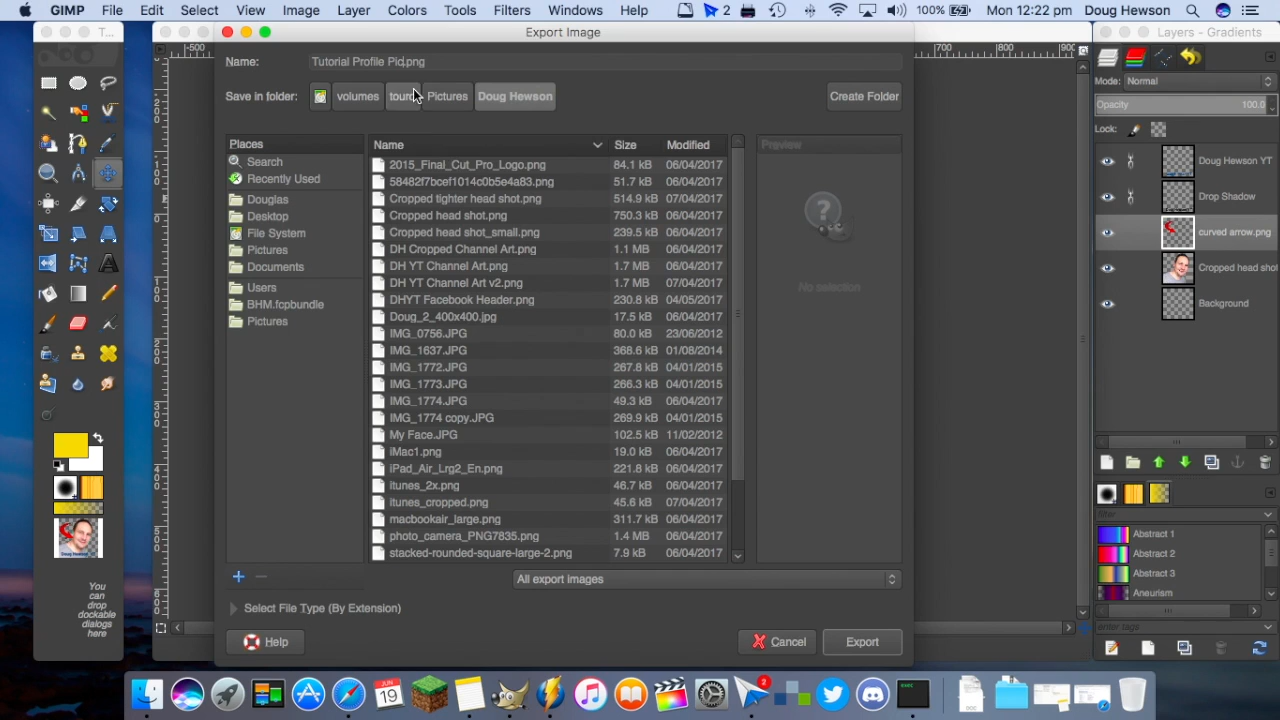 GIMP File Edit Select View Image Layer Colors Tools Filters Windows Help 2 100% Mon 12:22 pm Doug Hewson
T...
Export Image
Layers - Gradients
-500
700
800
900
Name: Tutorial Profile Pic.png
Save in folder: volumes Pictures Doug Hewson Create Folder
Mode: Normal
Opacity 100.0
Lock:
Places
Search
Recently Used
Douglas
Desktop
File System
Pictures
Documents
Users
BHM.fcpbundle
Pictures
Name Size Modified
2015_Final_Cut_Pro_Logo.png 84.1 kB 06/04/2017
58482f7bcef1014c0b5e4a83.png 51.7 kB 06/04/2017
Cropped tighter head shot.png 514.9 kB 07/04/2017
Cropped head shot.png 750.3 kB 06/04/2017
Cropped head shot_small.png 239.5 kB 06/04/2017
DH Cropped Channel Art.png 1.1 MB 06/04/2017
DH YT Channel Art.png 1.7 MB 06/04/2017
DH YT Channel Art v2.png 1.7 MB 07/04/2017
DHYT Facebook Header.png 230.8 kB 04/05/2017
Doug_2_400x400.jpg 17.5 kB 06/04/2017
IMG_0756.JPG 80.0 kB 23/06/2012
IMG_1637.JPG 368.6 kB 01/08/2014
IMG_1772.JPG 267.8 kB 04/01/2015
IMG_1773.JPG 266.3 kB 04/01/2015
IMG_1774.JPG 49.3 kB 06/04/2017
IMG_1774 copy.JPG 269.9 kB 04/01/2015
My Face.JPG 102.5 kB 11/02/2012
iMac1.png 19.0 kB 06/04/2017
iPad_Air_Lrg2_En.png 221.8 kB 06/04/2017
itunes_2x.png 46.7 kB 06/04/2017
itunes_cropped.png 45.6 kB 07/04/2017
macbookair_large.png 311.7 kB 06/04/2017
photo_camera_PNG7835.png 1.4 MB 06/04/2017
stacked-rounded-square-large-2.png 7.9 kB 06/04/2017
Preview
No selection
All export images
Select File Type (By Extension)
Help
Cancel
Export
Doug Hewson YT
Drop Shadow
curved arrow.png
Cropped head sho
Background
filter
Abstract 1
Abstract 2
Abstract 3
Aneurism
enter tags
You
can
drop
dockable
dialogs
here
JUN
19
2
exec